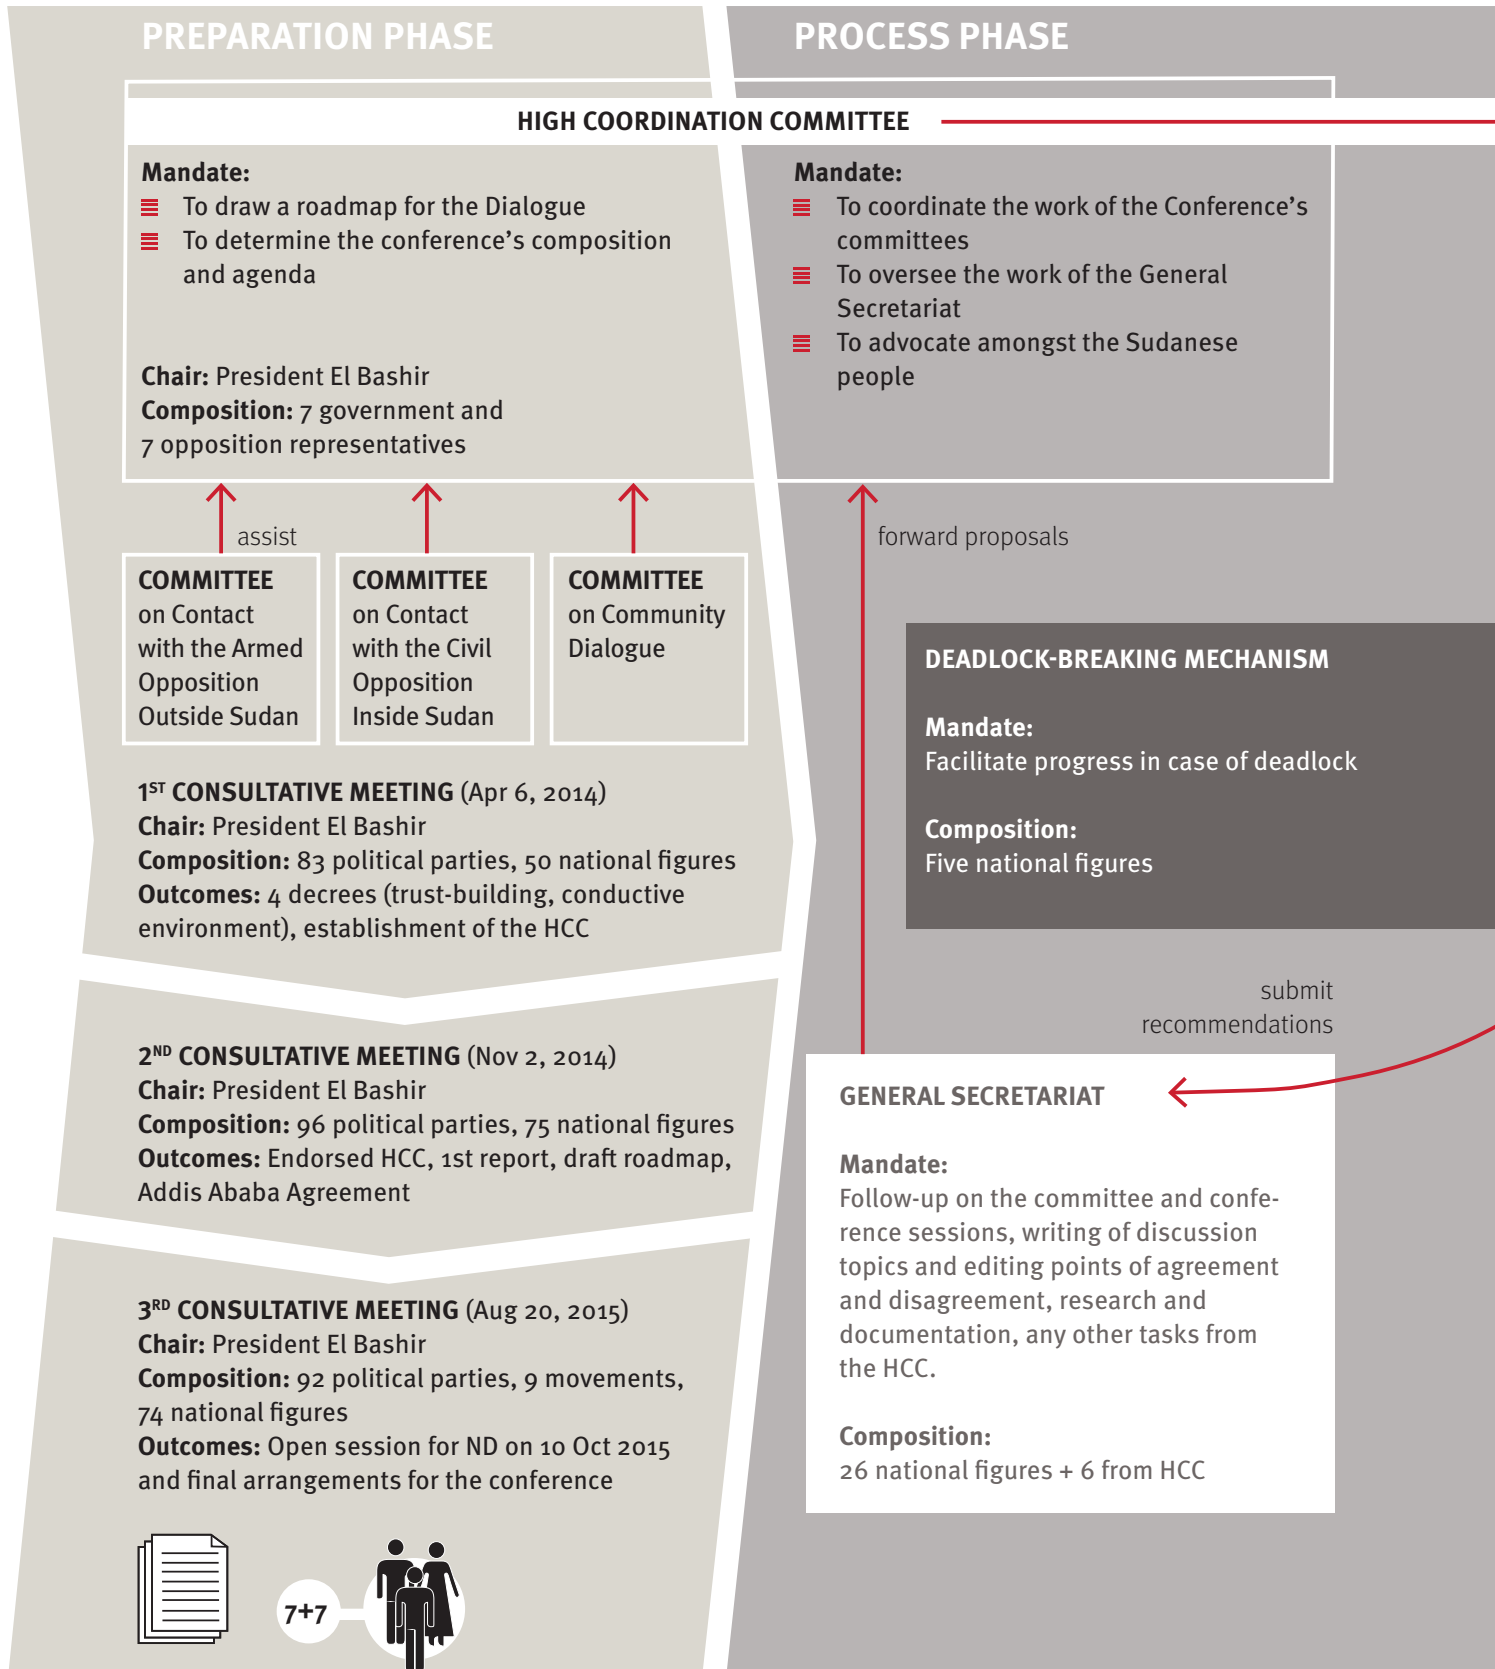 PREPARATION PHASE
PROCESS PHASE
HIGH COORDINATION COMMITTEE
Mandate:
To draw a roadmap for the Dialogue
To determine the conference’s composition
and agenda
Chair: President El Bashir
Composition: 7 government and
7 opposition representatives
Mandate:
To coordinate the work of the Conference’s
committees
To oversee the work of the General
Secretariat
To advocate amongst the Sudanese
people
assist
COMMITTEE
on Contact
with the Armed
Opposition
Outside Sudan
COMMITTEE
on Contact
with the Civil
Opposition
Inside Sudan
COMMITTEE
on Community
Dialogue
1ST CONSULTATIVE MEETING (Apr 6, 2014)
Chair: President El Bashir
Composition: 83 political parties, 50 national figures
Outcomes: 4 decrees (trust-building, conductive
environment), establishment of the HCC
2ND CONSULTATIVE MEETING (Nov 2, 2014)
Chair: President El Bashir
Composition: 96 political parties, 75 national figures
Outcomes: Endorsed HCC, 1st report, draft roadmap,
Addis Ababa Agreement
3RD CONSULTATIVE MEETING (Aug 20, 2015)
Chair: President El Bashir
Composition: 92 political parties, 9 movements,
74 national figures
Outcomes: Open session for ND on 10 Oct 2015
and final arrangements for the conference
7+7
forward proposals
DEADLOCK-BREAKING MECHANISM
Mandate:
Facilitate progress in case of deadlock
Composition:
Five national figures
submit
recommendations
GENERAL SECRETARIAT
Mandate:
Follow-up on the committee and confe-
rence sessions, writing of discussion
topics and editing points of agreement
and disagreement, research and
documentation, any other tasks from
the HCC.
Composition:
26 national figures + 6 from HCC